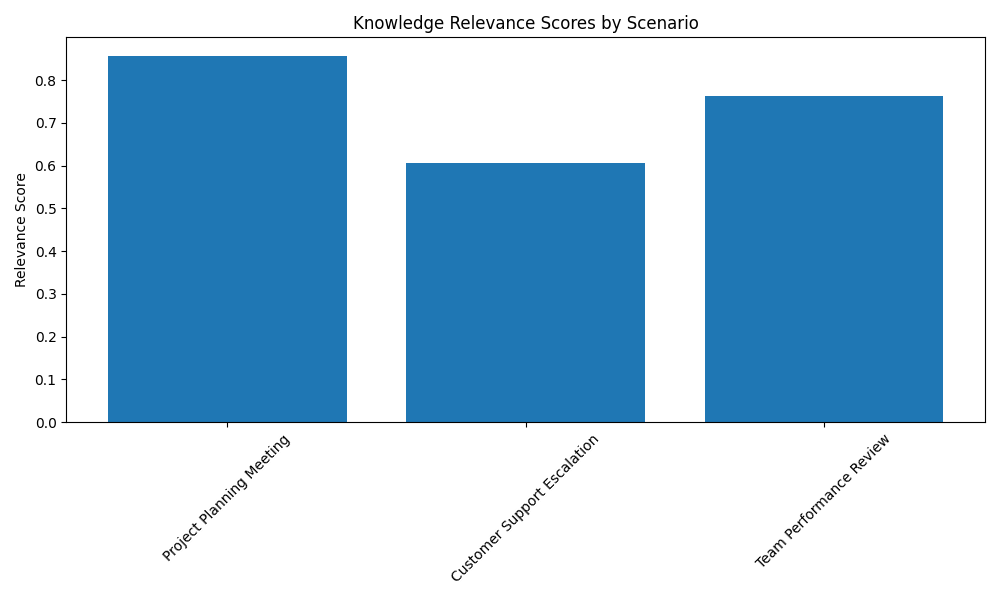 Knowledge Relevance Scores by Scenario
Relevance Score
0.8
0.7
0.6
0.5
0.4
0.3
0.2
0.1
0.0
Project Planning Meeting
Customer Support Escalation
Team Performance Review